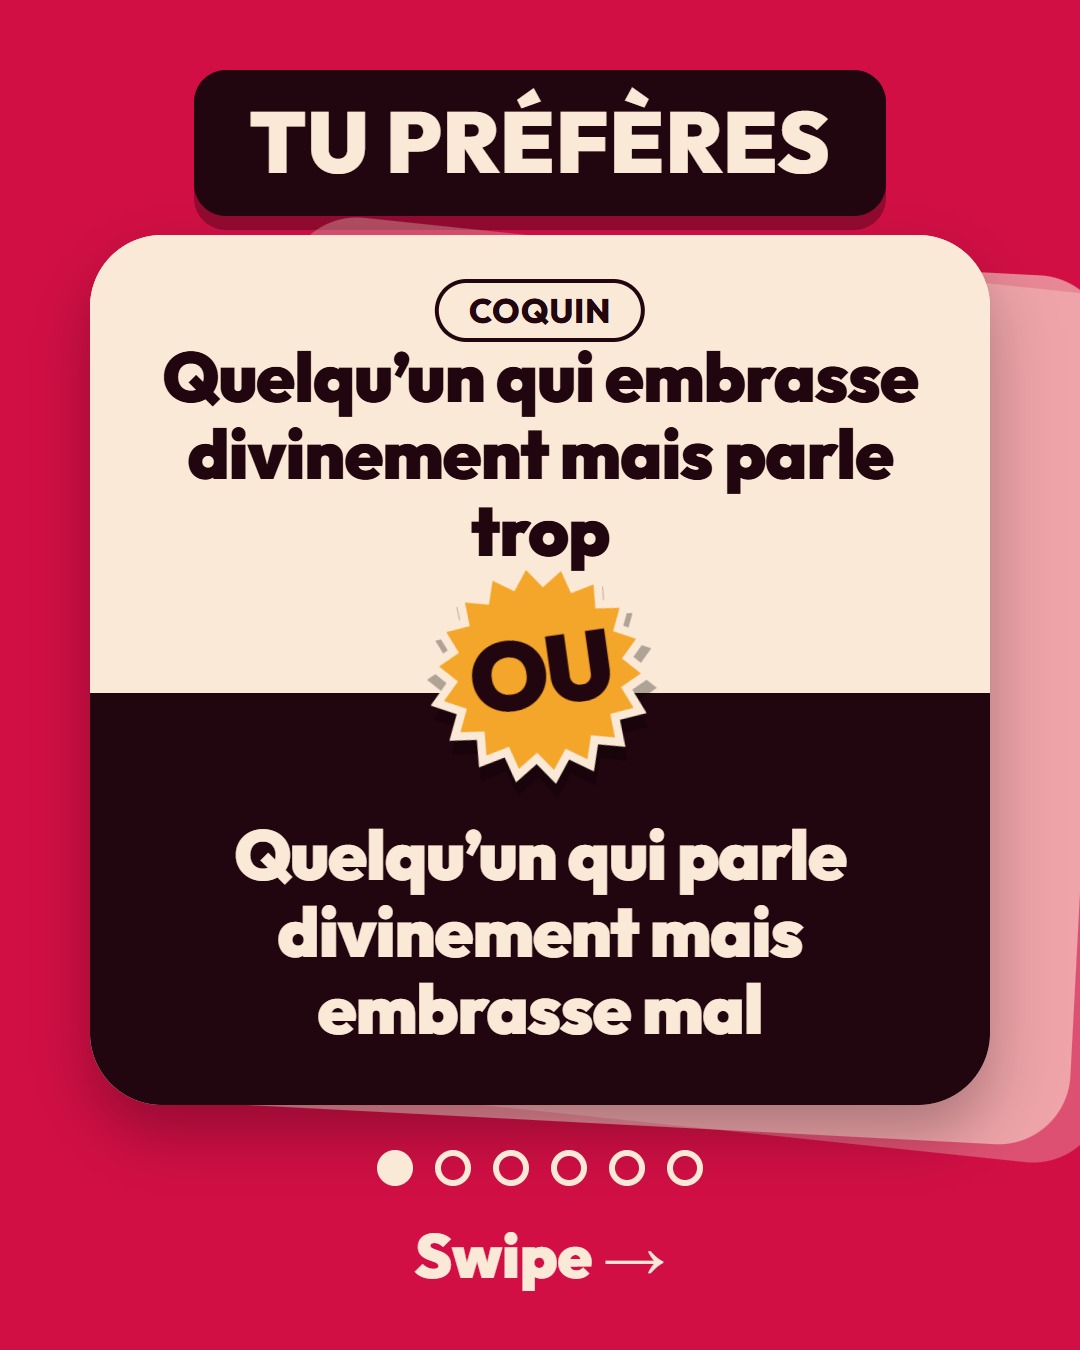 TU PRÉFÈRES
COQUIN
Quelqu’un qui embrasse
divinement mais parle
trop
OU
Quelqu’un qui parle
divinement mais
embrasse mal
Swipe →